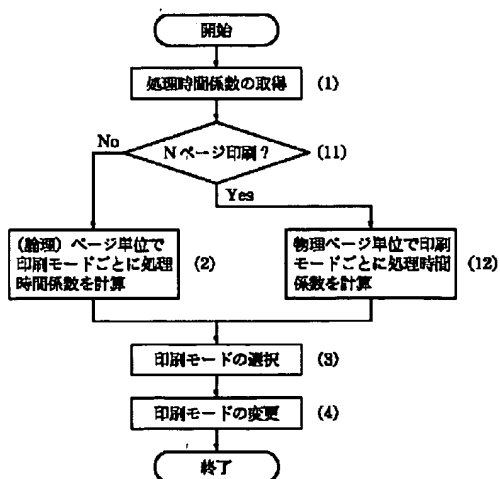 開始
処理時間係数の取得 (1)
Nページ印刷? (11)
No
Yes
(論理) ページ単位で
印刷モードごとに処理
時間係数を計算
(2)
物理ページ単位で印刷
モードごとに処理時間
係数を計算
(12)
印刷モードの選択 (3)
印刷モードの変更 (4)
終了